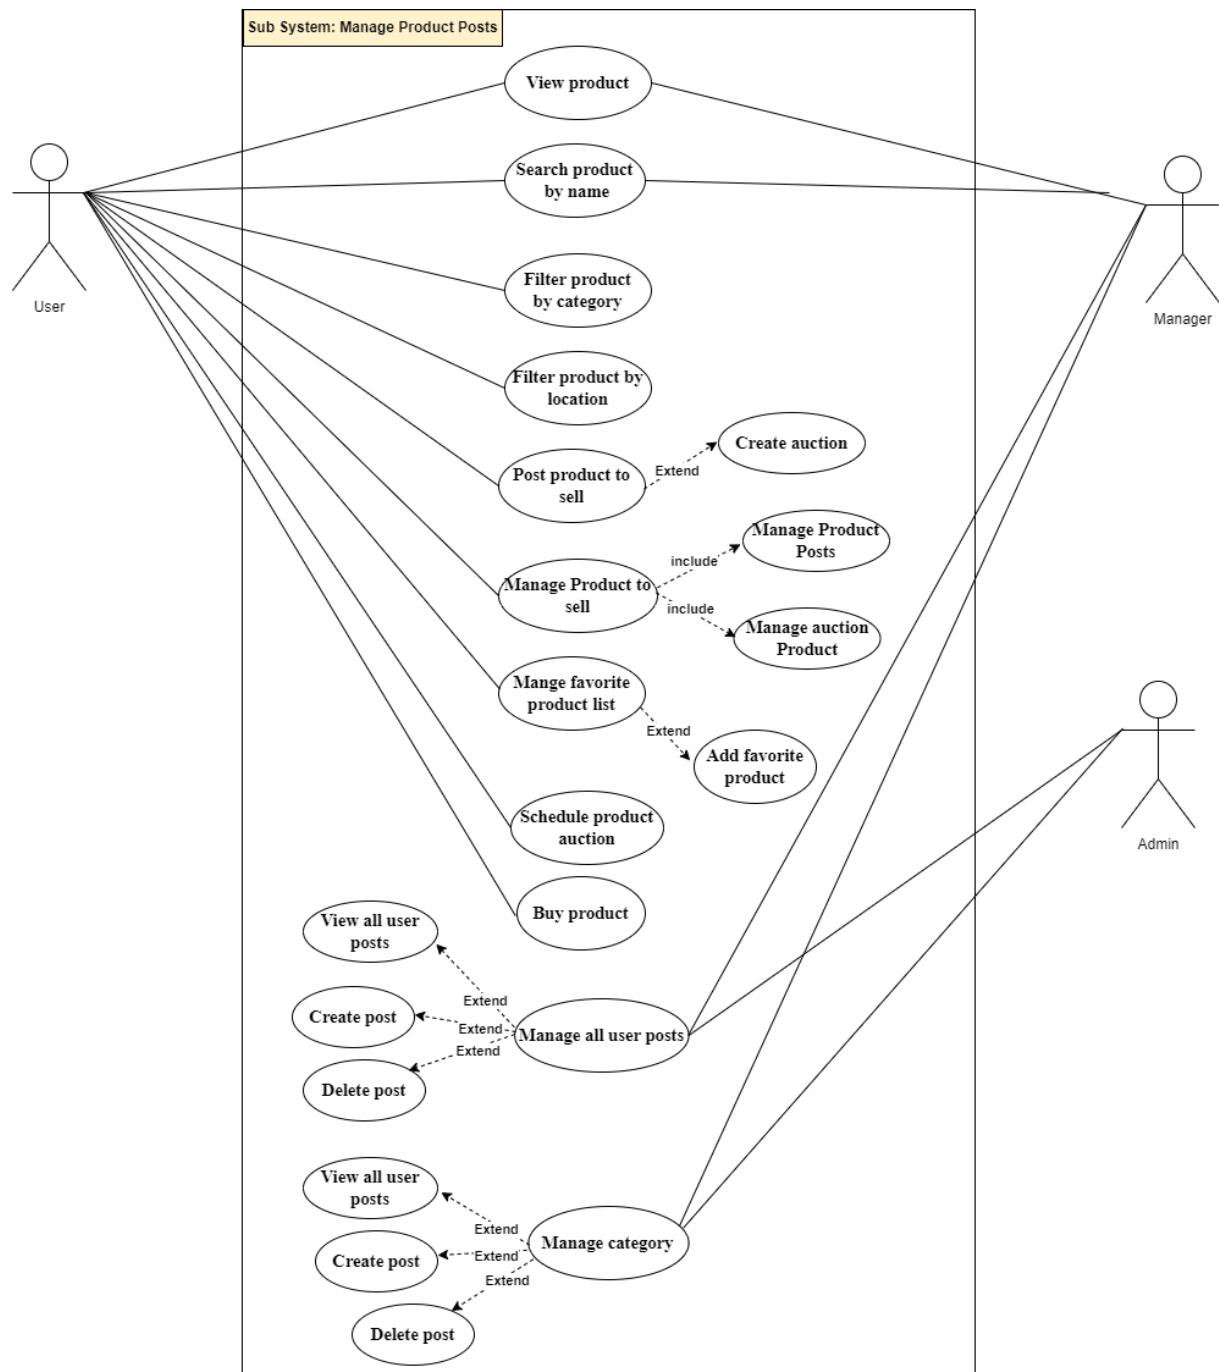 Sub System: Manage Product Posts
View product
Search product
by name
User
Manager
Filter product
by category
Filter product by
location
Create auction
Extend
Post product to
sell
Manage Product
Posts
include
Manage Product to
sell
include
Manage auction
Product
Mange favorite
product list
Extend
Add favorite
product
Admin
Schedule product
auction
Buy product
View all user
posts
Extend
Create post
Extend
Manage all user posts
Extend
Delete post
View all user
posts
Extend
Manage category
Create post
Extend
Extend
Delete post